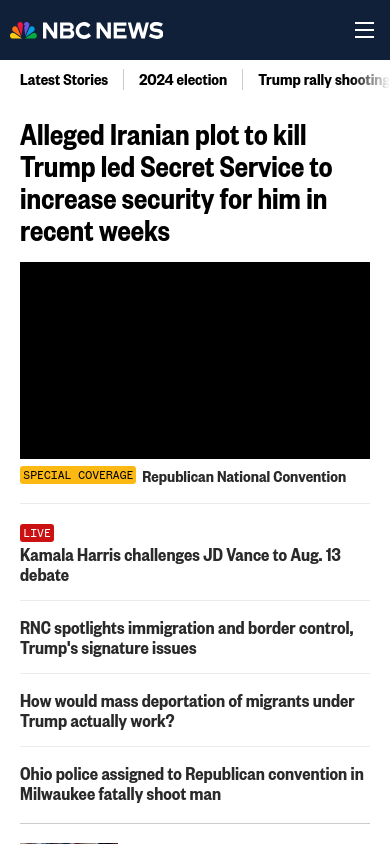 NBC NEWS
Latest Stories
2024 election
Trump rally shooting
Alleged Iranian plot to kill
Trump led Secret Service to
increase security for him in
recent weeks
SPECIAL COVERAGE Republican National Convention
LIVE
Kamala Harris challenges JD Vance to Aug. 13
debate
RNC spotlights immigration and border control,
Trump's signature issues
How would mass deportation of migrants under
Trump actually work?
Ohio police assigned to Republican convention in
Milwaukee fatally shoot man